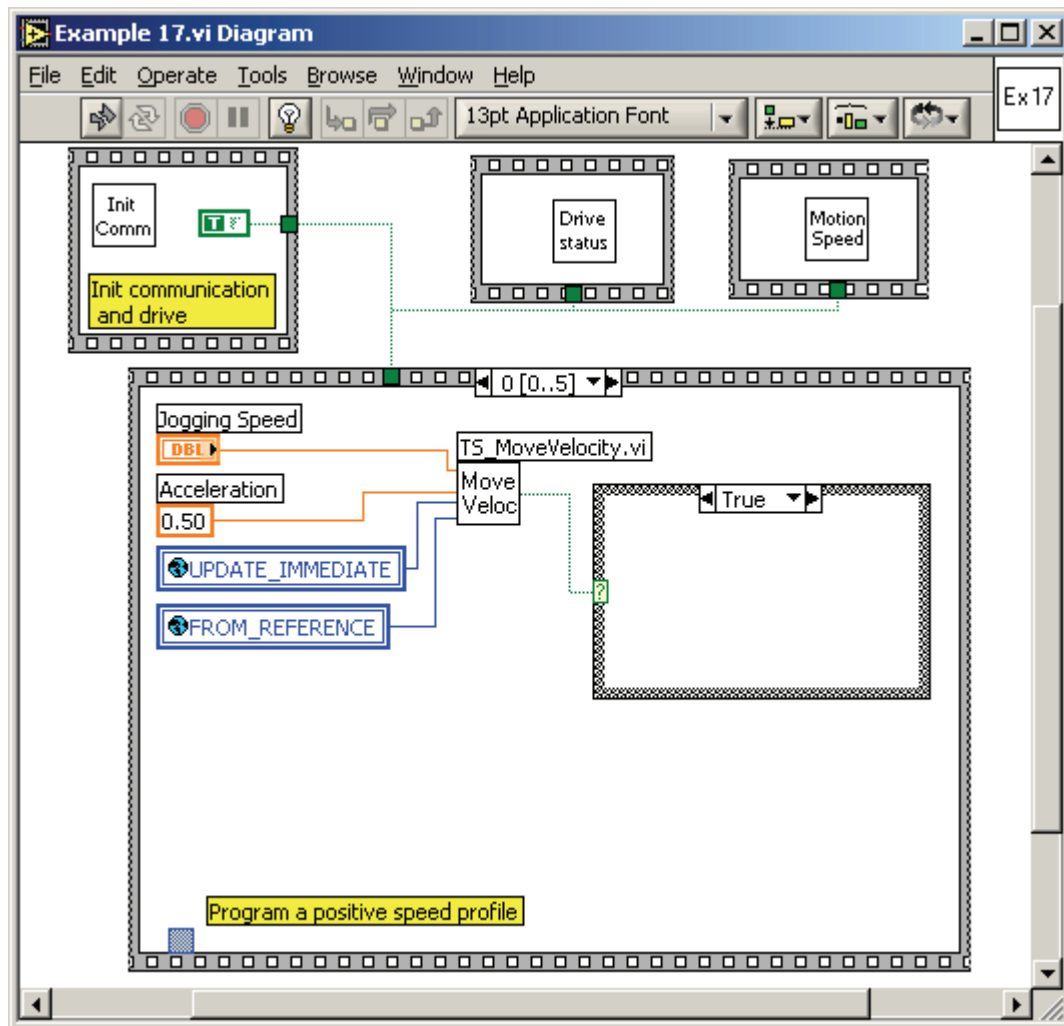 Example 17.vi Diagram
File Edit Operate Tools Browse Window Help
Ex17
13pt Application Font
Init
Comm
T
Init communication
and drive
Drive
status
Motion
Speed
0 [0..5]
Jogging Speed
DBL
TS_MoveVelocity.vi
Move
Veloc
Acceleration
0.50
True
UPDATE_IMMEDIATE
?
FROM_REFERENCE
Program a positive speed profile